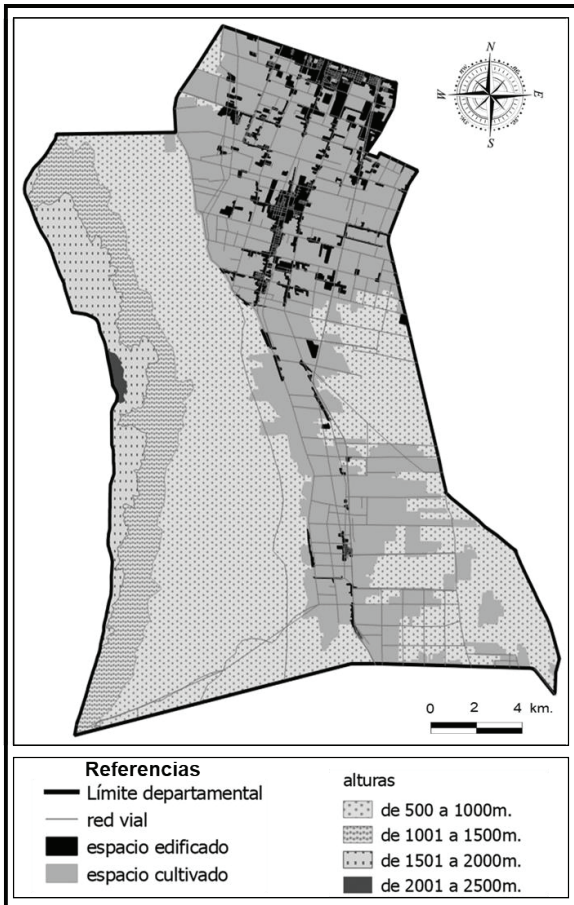 N
W
E
S
0 2 4 km.
Referencias
Límite departamental
red vial
espacio edificado
espacio cultivado
alturas
de 500 a 1000m.
de 1001 a 1500m.
de 1501 a 2000m.
de 2001 a 2500m.